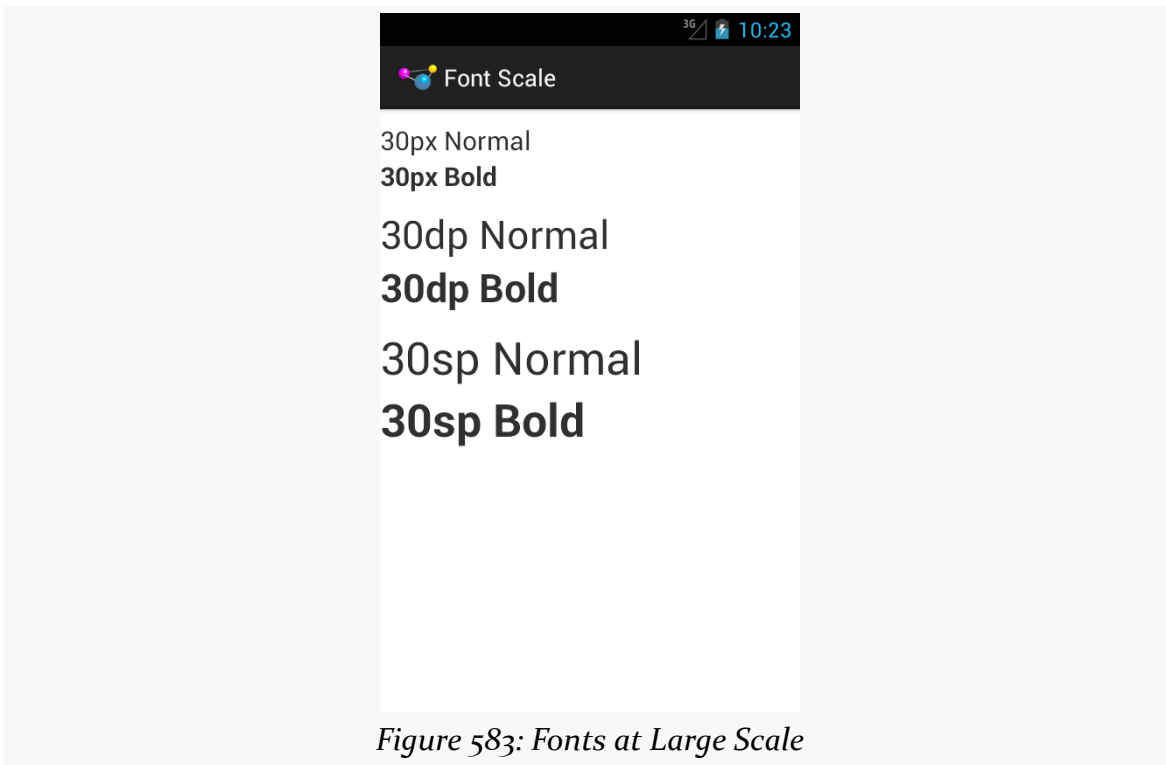 3G 10:23
Font Scale
30px Normal
30px Bold
30dp Normal
30dp Bold
30sp Normal
30sp Bold
Figure 583: Fonts at Large Scale